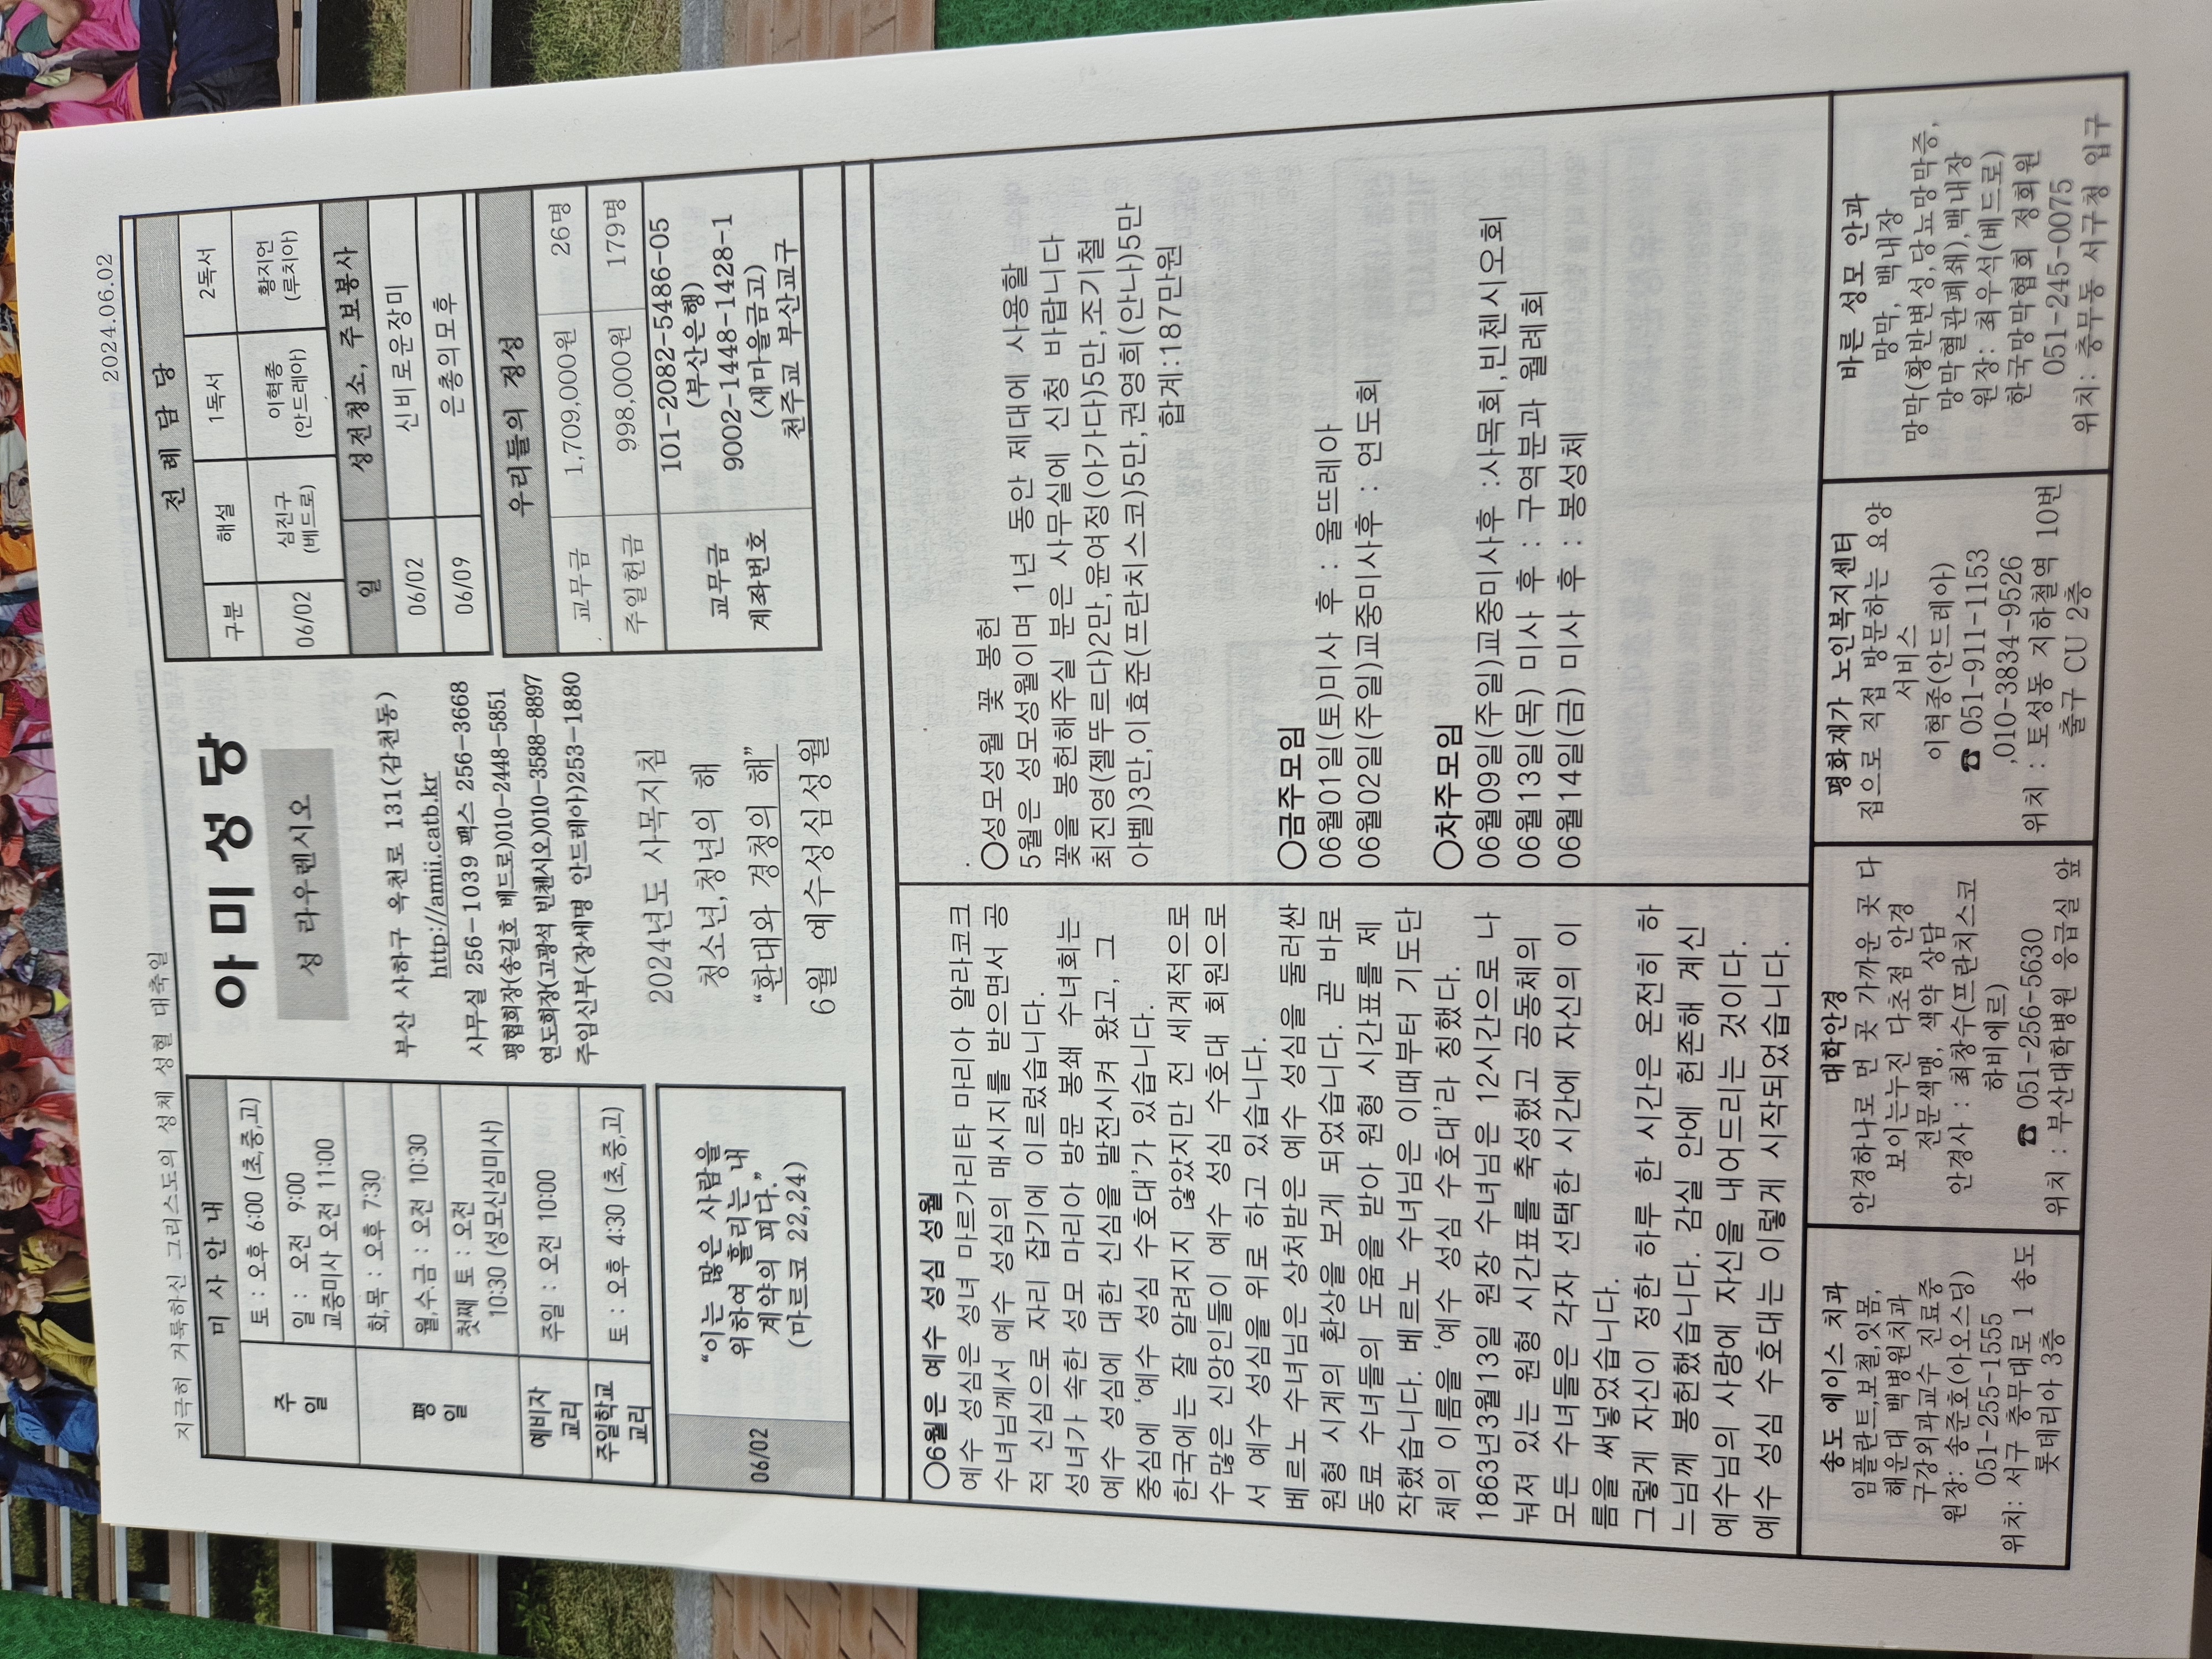 지극히 거룩하신 그리스도의 성체 성혈 대축일
2024.06.02
미 사 안 내
주
일
토 : 오후 6:00 (초,중,고)
일 : 오전 9:00
교중미사 오전 11:00
평
일
화,목 : 오후 7:30
월,수,금 : 오전 10:30
첫째 토 : 오전
10:30 (성모신심미사)
예비자
교리
주일 : 오전 10:00
주일학교
교리
토 : 오후 4:30 (초,중,고)
06/02
“이는 많은 사람을
위하여 흘리는 내
계약의 피다.”
(마르코 22,24)
아미성당
성 라우렌시오
부산 사하구 옥천로 131(감천동)
http://amii.catb.kr
사무실 256-1039 팩스 256-3668
평협회장(송길호 베드로)010-2448-5851
연도회장(고광석 빈첸시오)010-3588-8897
주임신부(장세명 안드레아)253-1880
2024년도 사목지침
청소년,청년의 해
“환대와 경청의 해”
6월 예수성심성월
전 례 담 당
구분 해설 1독서 2독서
06/02 심진구 이혁종 황지언
(베드로) (안드레아) (루치아)
일 성전청소, 주보봉사
06/02 신비로운장미
06/09 은총의모후
우리들의 정성
교무금 1,709,000원 26명
주일헌금 998,000원 179명
교무금
계좌번호
101-2082-5486-05
(부산은행)
9002-1448-1428-1
(새마을금고)
천주교 부산교구
○6월은 예수 성심 성월
예수 성심은 성녀 마르가리타 마리아 알라코크
수녀님께서 예수 성심의 매시지를 받으면서 공
적 신심으로 자리 잡기에 이르렀습니다.
성녀가 속한 성모 마리아 방문 봉쇄 수녀회는
예수 성심에 대한 신심을 발전시켜 왔고, 그
중심에 ‘예수 성심 수호대’가 있습니다.
한국에는 잘 알려지지 않았지만 전 세계적으로
수많은 신앙인들이 예수 성심 수호대 회원으로
서 예수 성심을 위로 하고 있습니다.
베르노 수녀님은 상처받은 예수 성심을 둘러싼
원형 시계의 환상을 보게 되었습니다. 곧 바로
동료 수녀들의 도움을 받아 원형 시간표를 제
작했습니다. 베르노 수녀님은 이때부터 기도단
체의 이름을 ‘예수 성심 수호대’라 칭했다.
1863년3월13일 원장 수녀님은 12시간으로 나
눠져 있는 원형 시간표를 축성했고 공동체의
모든 수녀들은 각자 선택한 시간에 자신의 이
름을 써넣었습니다.
그렇게 자신이 정한 하루 한 시간은 온전히 하
느님께 봉헌했습니다. 감실 안에 현존해 계신
예수님의 사랑에 자신을 내어드리는 것이다.
예수 성심 수호대는 이렇게 시작되었습니다.
○성모성월 꽃 봉헌
5월은 성모성월이며 1년 동안 제대에 사용할
꽃을 봉헌해주실 분은 사무실에 신청 바랍니다
최진영(젤뚜르다)2만,윤여정(아가다)5만,조기철
아벨)3만,이효준(프란치스코)5만,권영희(안나)5만
합계:187만원
○금주모임
06월01일(토)미사 후 : 울뜨레아
06월02일(주일)교중미사후 : 연도회
○차주모임
06월09일(주일)교중미사후 :사목회,빈첸시오회
06월13일(목) 미사 후 : 구역분과 월례회
06월14일(금) 미사 후 : 봉성체
송도 에이스 치과
임플란트,보철,잇몸,
해운대 백병원치과
구강외과교수 진료증
원장: 송준호(아오스딩)
051-255-1555
위치: 서구 충무대로 1 송도
롯데리아 3층
대학안경
안경하나로 먼 곳 가까운 곳 다
보이는누진 다초점 안경
전문색맹, 색약 상담
안경사 : 최창수(프란치스코
하비에르)
☎ 051-256-5630
위치 : 부산대학병원 응급실 앞
평화재가 노인복지센터
집으로 직접 방문하는 요양
서비스
이혁종(안드레아)
☎ 051-911-1153
,010-3834-9526
위치 : 토성동 지하철역 10번
출구 CU 2층
바른 성모 안과
망막, 백내장
망막(황반변성,당뇨망막증,
망막혈관폐쇄),백내장
원장: 최우석(베드로)
한국망막협회 정회원
051-245-0075
위치: 충무동 서구청 입구